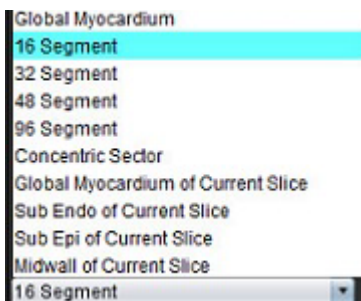 Global Myocardium
16 Segment
32 Segment
48 Segment
96 Segment
Concentric Sector
Global Myocardium of Current Slice
Sub Endo of Current Slice
Sub Epi of Current Slice
Midwall of Current Slice
16 Segment